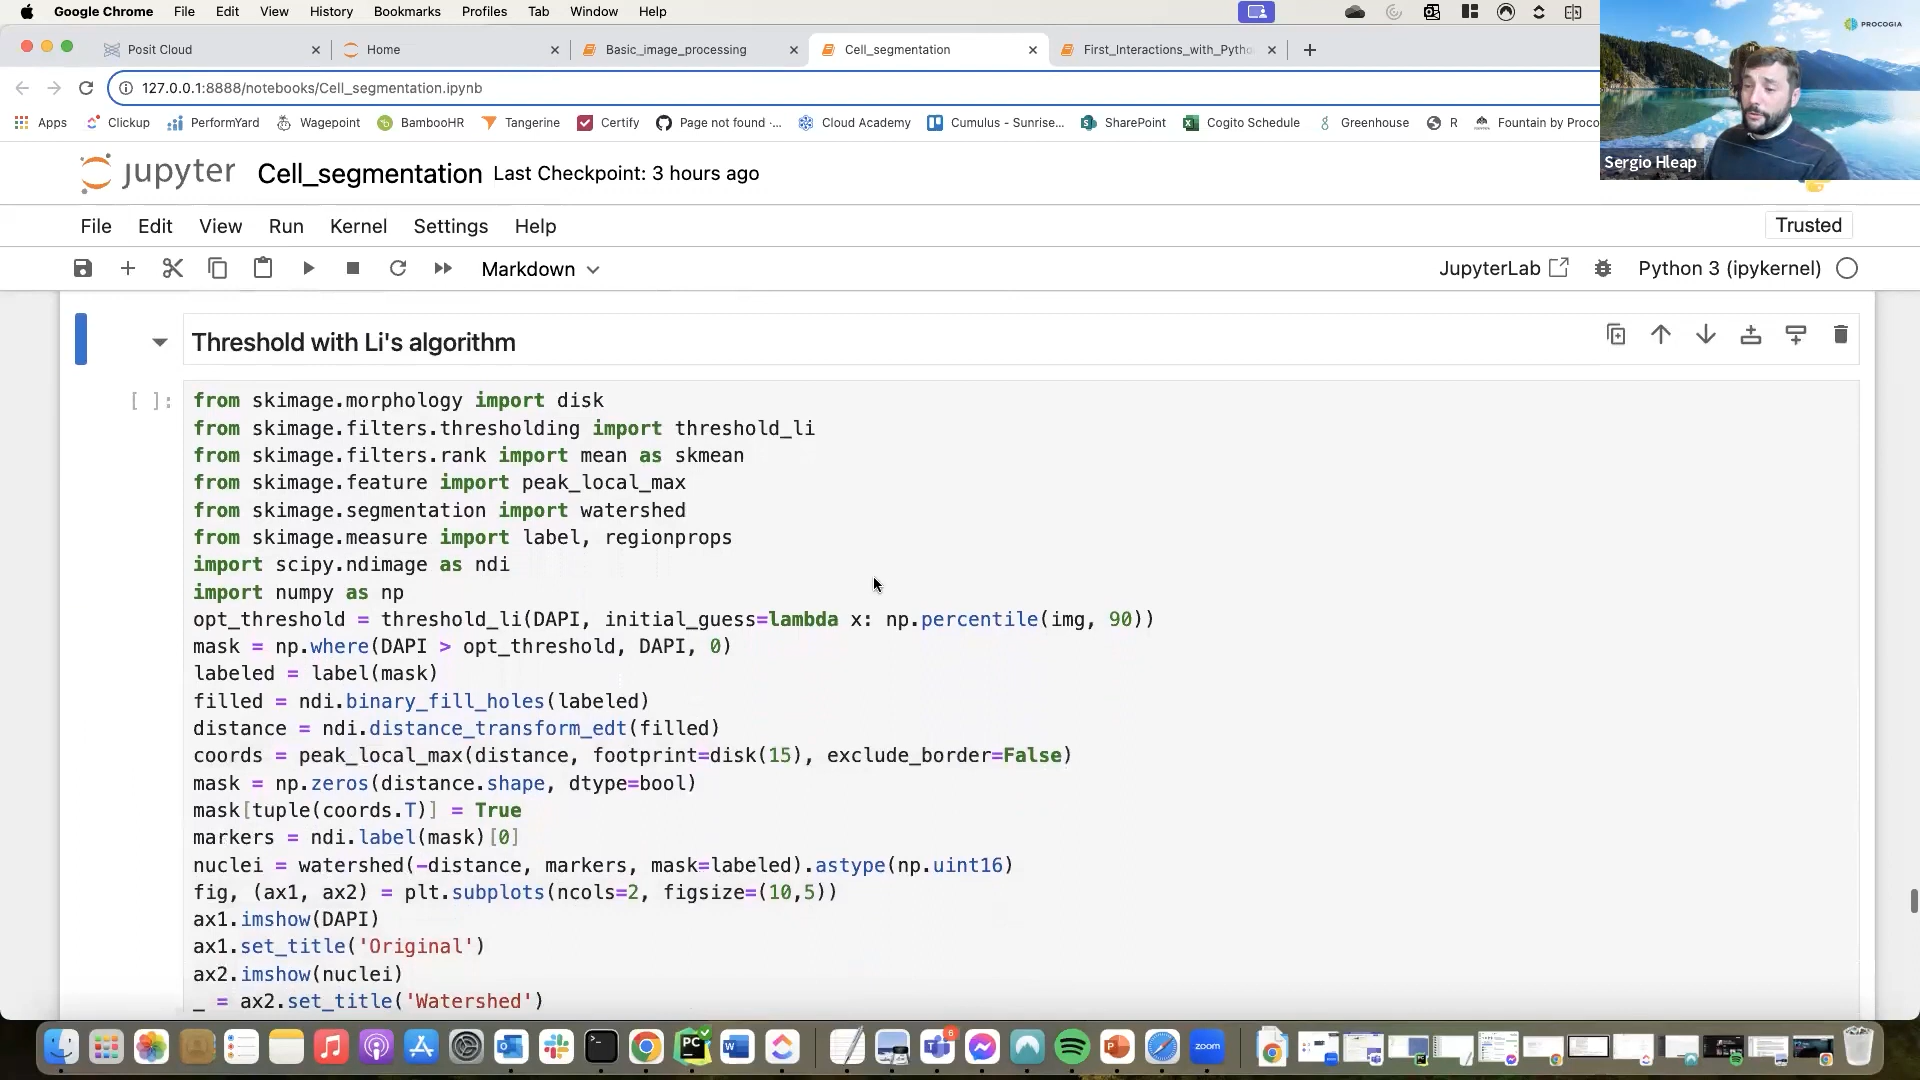 Google Chrome File Edit View History Bookmarks Profiles Tab Window Help
Posit Cloud Home Basic_image_processing Cell_segmentation First_Interactions_with_Pytho
127.0.0.1:8888/notebooks/Cell_segmentation.ipynb
Apps Clickup PerformYard Wagepoint BambooHR Tangerine Certify Page not found ·... Cloud Academy Cumulus - Sunrise... SharePoint Cogito Schedule Greenhouse R Fountain by Proco
PROCOGIA
Sergio Hleap
jupyter Cell_segmentation Last Checkpoint: 3 hours ago
File Edit View Run Kernel Settings Help Trusted
Markdown JupyterLab Python 3 (ipykernel)
Threshold with Li's algorithm
[ ]: from skimage.morphology import disk
from skimage.filters.thresholding import threshold_li
from skimage.filters.rank import mean as skmean
from skimage.feature import peak_local_max
from skimage.segmentation import watershed
from skimage.measure import label, regionprops
import scipy.ndimage as ndi
import numpy as np
opt_threshold = threshold_li(DAPI, initial_guess=lambda x: np.percentile(img, 90))
mask = np.where(DAPI > opt_threshold, DAPI, 0)
labeled = label(mask)
filled = ndi.binary_fill_holes(labeled)
distance = ndi.distance_transform_edt(filled)
coords = peak_local_max(distance, footprint=disk(15), exclude_border=False)
mask = np.zeros(distance.shape, dtype=bool)
mask[tuple(coords.T)] = True
markers = ndi.label(mask)[0]
nuclei = watershed(-distance, markers, mask=labeled).astype(np.uint16)
fig, (ax1, ax2) = plt.subplots(ncols=2, figsize=(10,5))
ax1.imshow(DAPI)
ax1.set_title('Original')
ax2.imshow(nuclei)
_ = ax2.set_title('Watershed')
PC
zoom
6